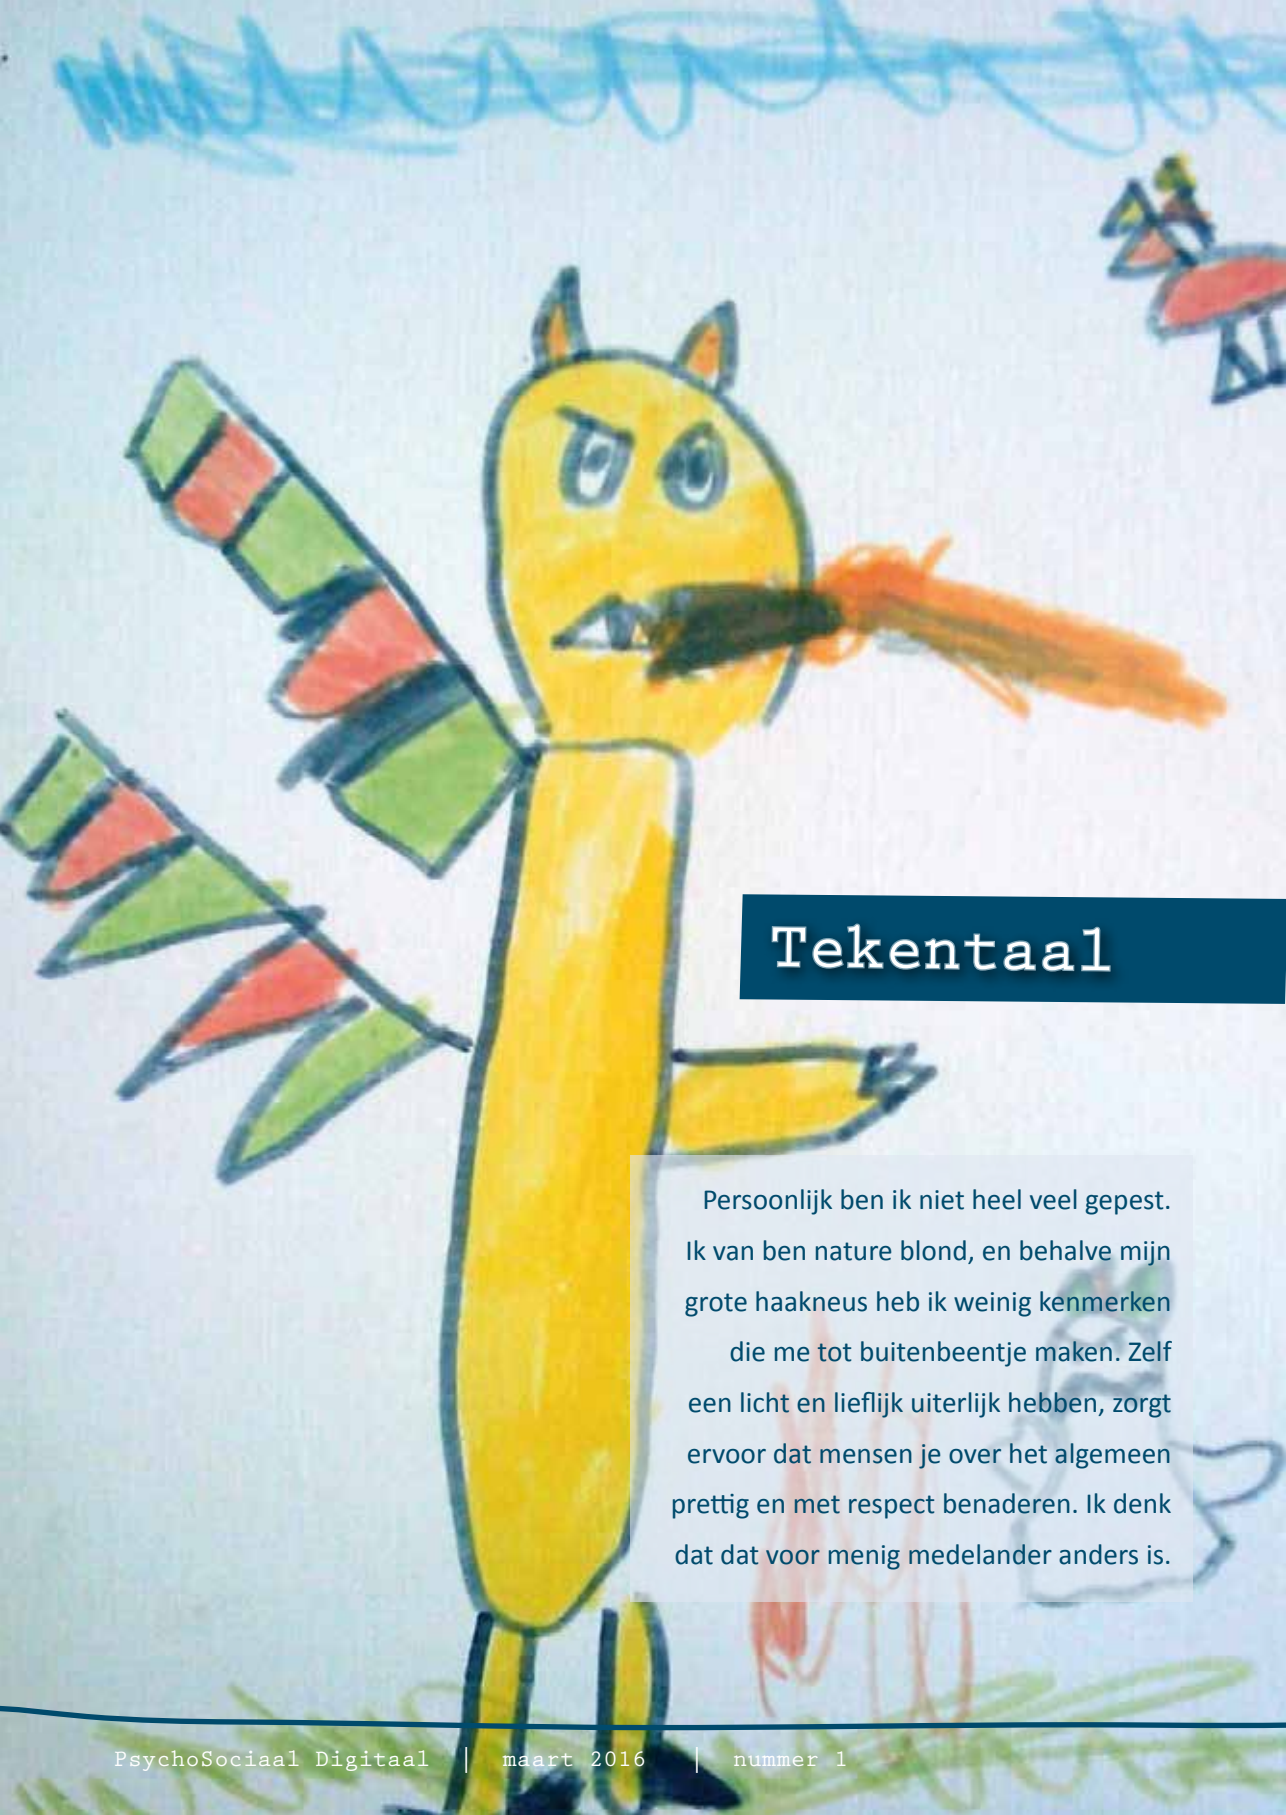 Tekentaal
Persoonlijk ben ik niet heel veel gepest.
Ik van ben nature blond, en behalve mijn
grote haakneus heb ik weinig kenmerken
die me tot buitenbeentje maken. Zelf
een licht en lieflijk uiterlijk hebben, zorgt
ervoor dat mensen je over het algemeen
prettig en met respect benaderen. Ik denk
dat dat voor menig medelander anders is.
PsychoSociaal Digitaal | maart 2016 | nummer 1